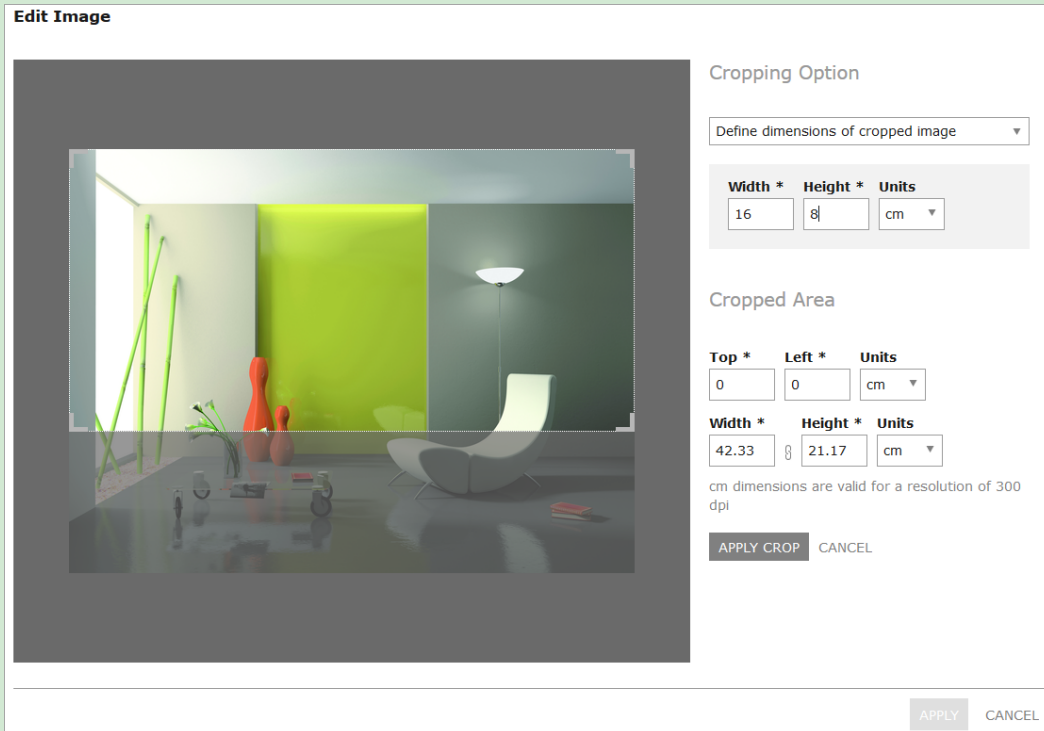 Edit Image
Cropping Option
Define dimensions of cropped image
Width * Height * Units
16 8 cm
Cropped Area
Top * Left * Units
0 0 cm
Width * Height * Units
42.33 21.17 cm
cm dimensions are valid for a resolution of 300
dpi
APPLY CROP CANCEL
APPLY CANCEL